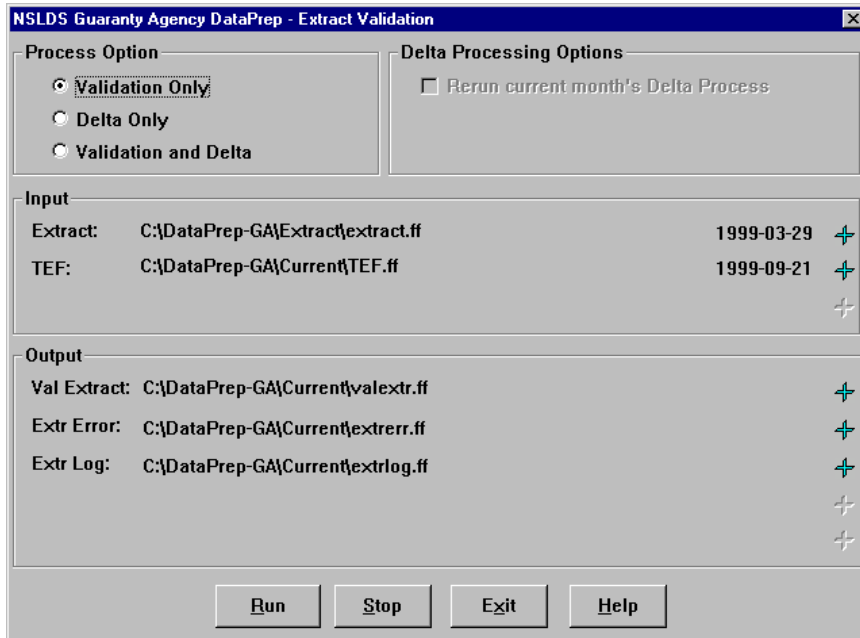 NSLDS Guaranty Agency DataPrep - Extract Validation
Process Option
Validation Only
Delta Only
Validation and Delta
Delta Processing Options
Rerun current month's Delta Process
Input
Extract: C:\DataPrep-GA\Extract\extract.ff 1999-03-29
TEF: C:\DataPrep-GA\Current\TEF.ff 1999-09-21
Output
Val Extract: C:\DataPrep-GA\Current\valextr.ff
Extr Error: C:\DataPrep-GA\Current\extrerr.ff
Extr Log: C:\DataPrep-GA\Current\extrlog.ff
Run Stop Exit Help